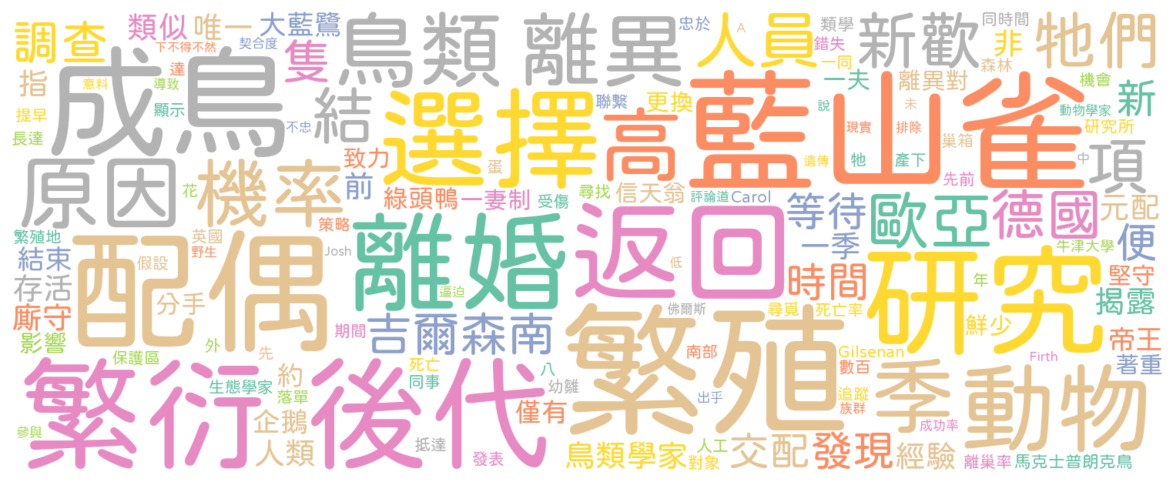 調查 類似 唯一 大藍鷺 隻 鳥類 離異 忠於 人員 A 類學 錯失 一同 新歡 同時間 森林 非 牠們
下不得不然 契合度 達 指 成鳥 意料 導致 顯示 提早 長達 不忠 結 聯繫 更換 一夫 離異對 機會 新 動物學家
選擇 高 藍山雀 說 未 現實 排除 牠 產下 遺傳 巢箱 研究所 中 項
原因 機率 花 致力 前 蛋 綠頭鴨 一妻制 受傷 尋找 信天翁 評論道 Carol 先前
策略 繁殖地 英國 野生 Josh 離婚 返回 等待 一季 歐亞 德國 元配 便 牛津大學
結束 配偶 假設 分手 存活 逼迫 低 時間 研究 年 堅守 揭露
廝守 影響 外 先 期間 吉爾森南 佛爾斯 尋覓 死亡率 鮮少 帝王 著重
保護區 生態學家 約 落單 死亡 同事 八 幼雛 繁殖 南部 出乎 Gilsenan 數百 追蹤 族群 季 Firth 動物
繁衍後代 企鵝 僅有 參與 人類 抵達 發表 成功率
鳥類學家 人工 對象 交配 發現 經驗 離巢率 馬克士普朗克鳥